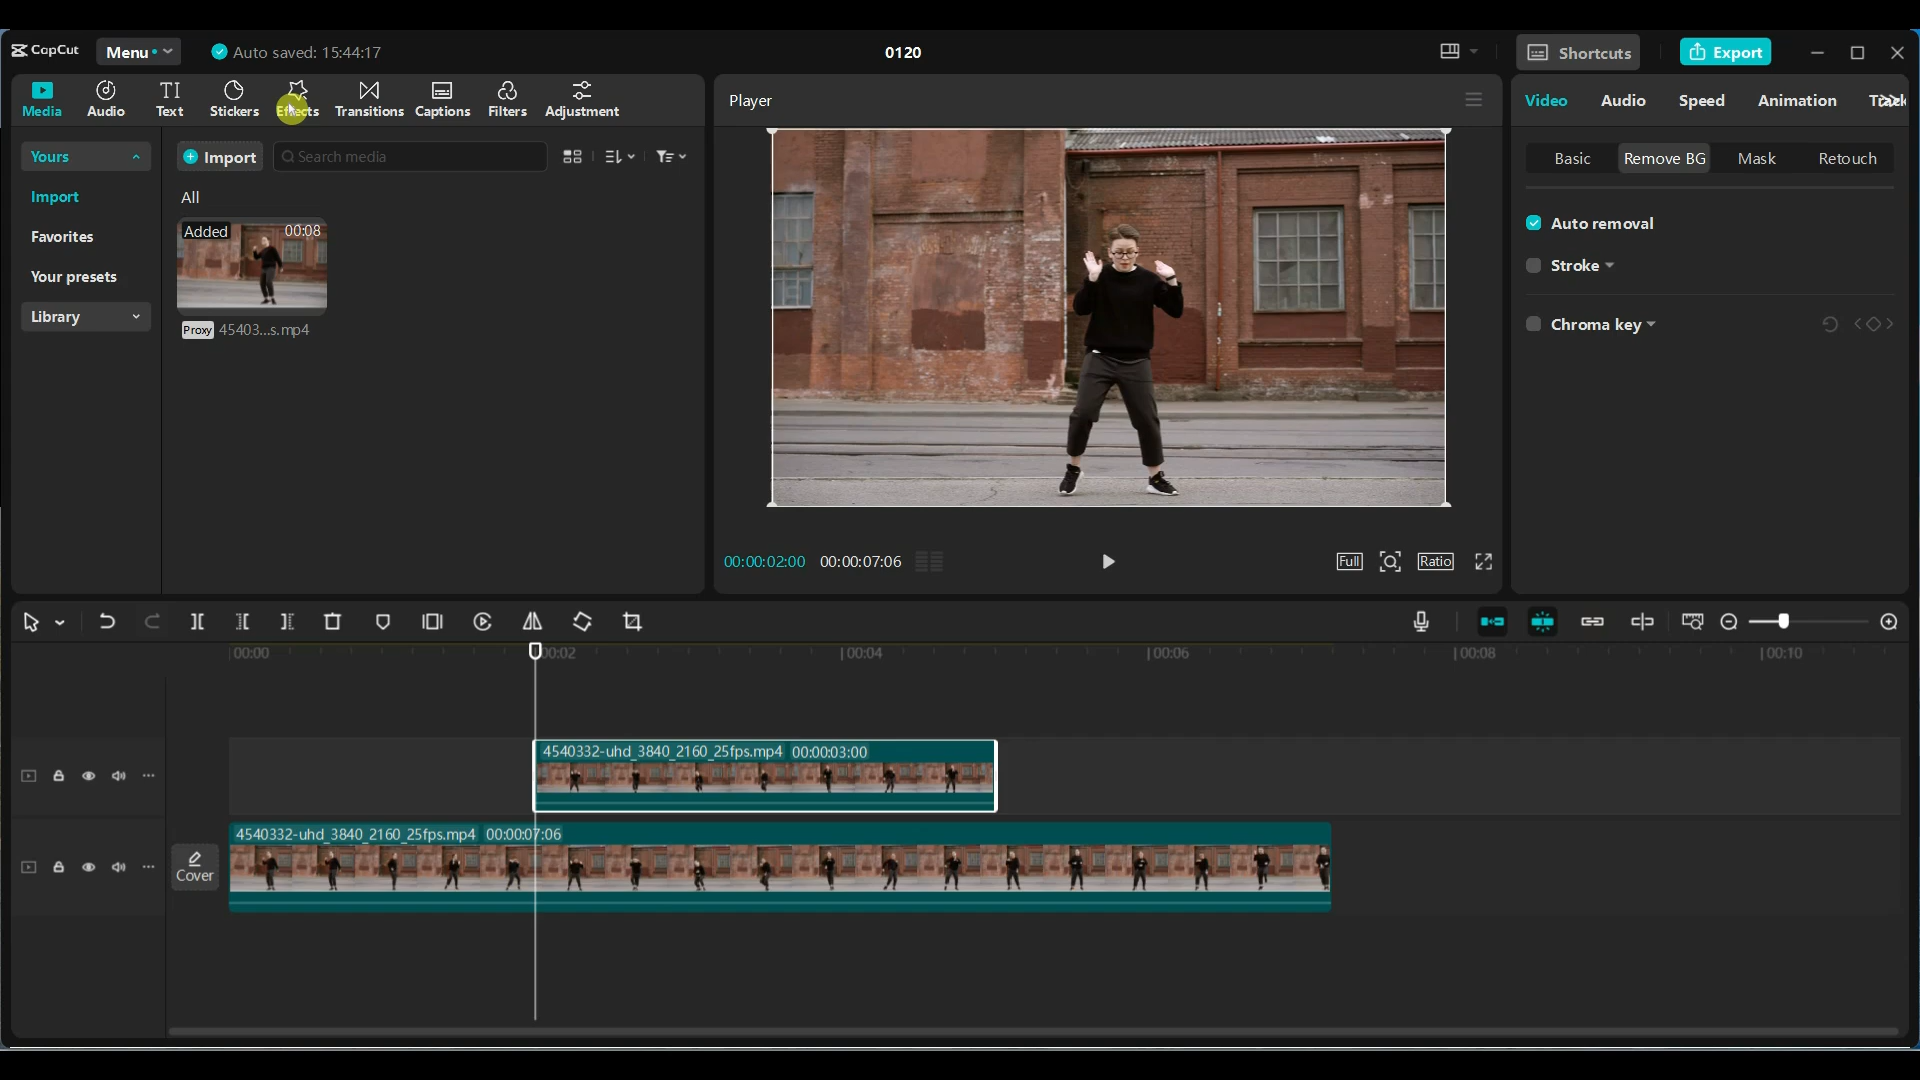 CapCut
Menu
Auto saved: 15:44:17
0120
Shortcuts
Export
Media
Audio
Text
Stickers
Effects
Transitions
Captions
Filters
Adjustment
Yours
Import
Favorites
Your presets
Library
Import
Search media
All
Added
00:08
Proxy
45403...s.mp4
Player
00:00:02:00
00:00:07:06
Full
Ratio
Video
Audio
Speed
Animation
Basic
Remove BG
Mask
Retouch
Auto removal
Stroke
Chroma key
00:00
00:02
00:04
00:06
00:08
00:10
4540332-uhd_3840_2160_25fps.mp4 00:00:03:00
Cover
4540332-uhd_3840_2160_25fps.mp4 00:00:07:06